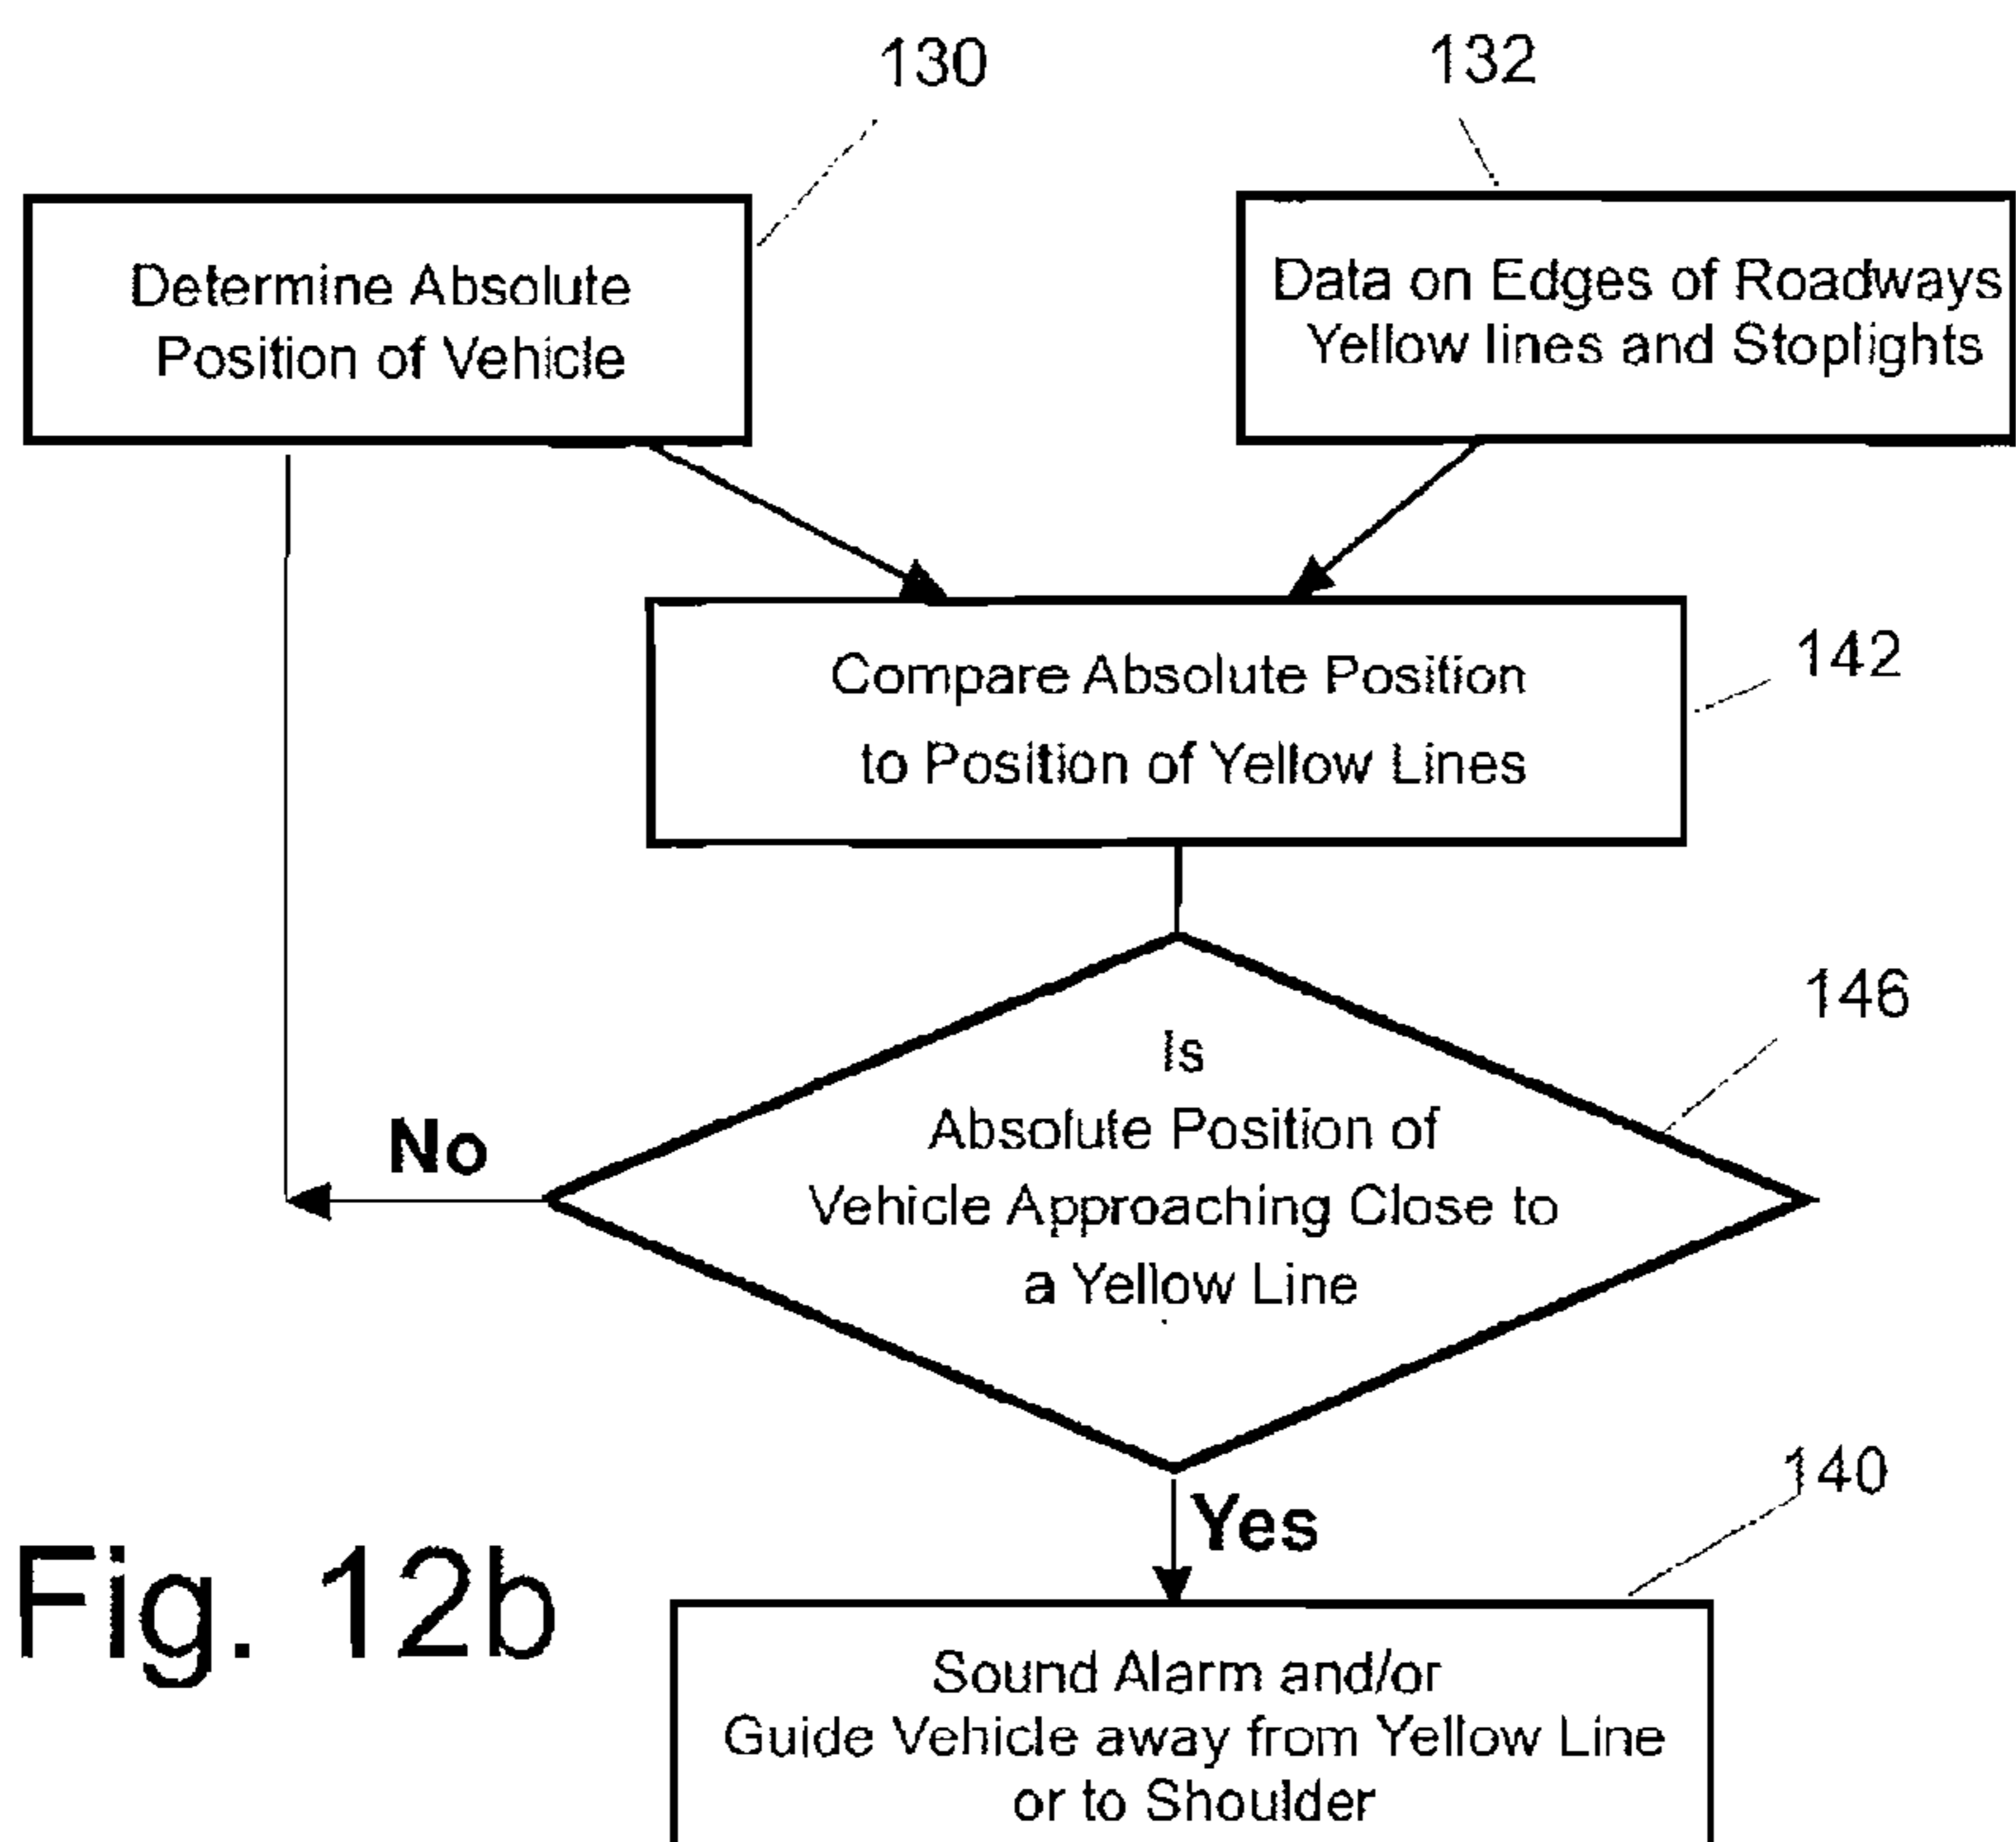 130
132
Determine Absolute
Position of Vehicle
Data on Edges of Roadways
Yellow lines and Stoplights
142
Compare Absolute Position
to Position of Yellow Lines
146
Is
Absolute Position of
Vehicle Approaching Close to
a Yellow Line
No
Yes
140
Fig. 12b
Sound Alarm and/or
Guide Vehicle away from Yellow Line
or to Shoulder